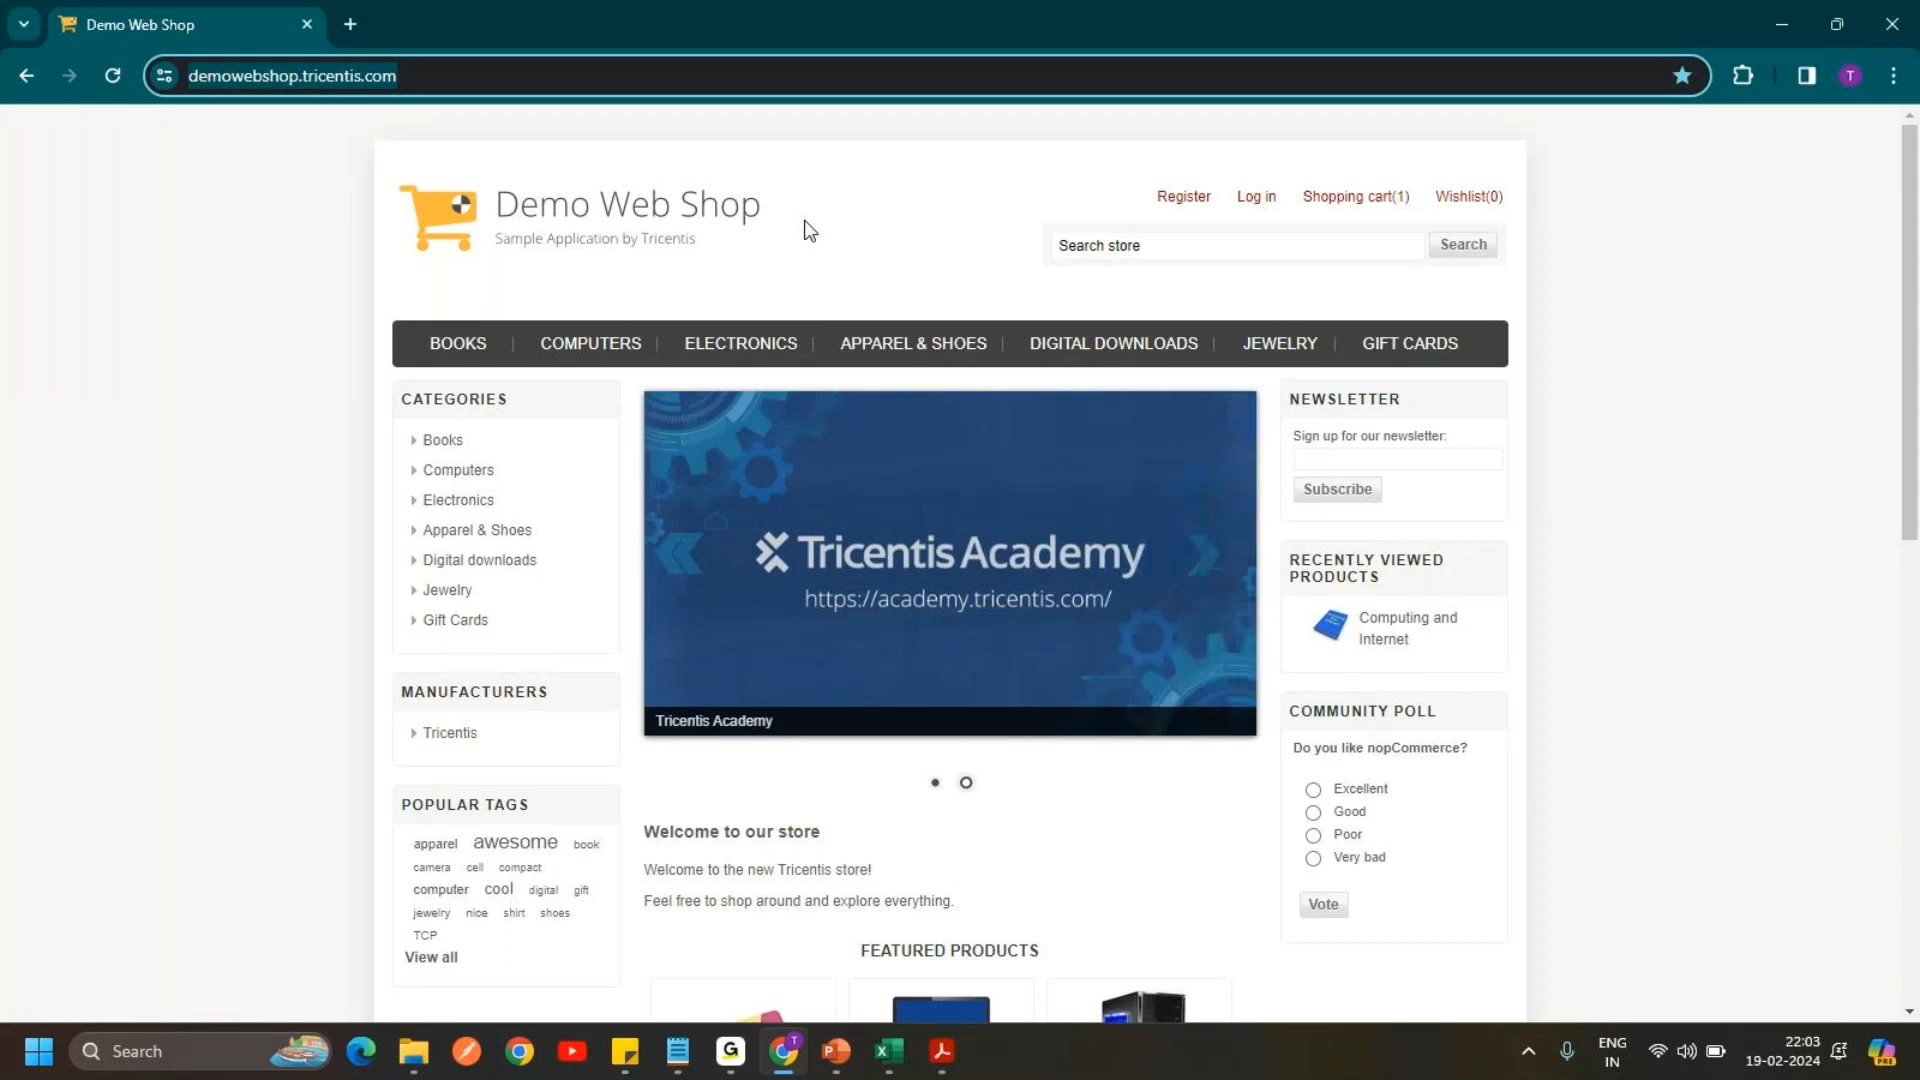 Demo Web Shop
demowebshop.tricentis.com
T
Demo Web Shop
Sample Application by Tricentis
Register Log in Shopping cart(1) Wishlist(0)
Search store Search
BOOKS COMPUTERS ELECTRONICS APPAREL & SHOES DIGITAL DOWNLOADS JEWELRY GIFT CARDS
CATEGORIES
Books
Computers
Electronics
Apparel & Shoes
Digital downloads
Jewelry
Gift Cards
MANUFACTURERS
Tricentis
POPULAR TAGS
apparel awesome book
camera cell compact
computer cool digital gift
jewelry nice shirt shoes
TCP
View all
Tricentis Academy
https://academy.tricentis.com/
Tricentis Academy
Welcome to our store
Welcome to the new Tricentis store!
Feel free to shop around and explore everything.
FEATURED PRODUCTS
NEWSLETTER
Sign up for our newsletter:
Subscribe
RECENTLY VIEWED
PRODUCTS
Computing and
Internet
COMMUNITY POLL
Do you like nopCommerce?
Excellent
Good
Poor
Very bad
Vote
Search
G
T
ENG
IN
22:03
19-02-2024
PRE